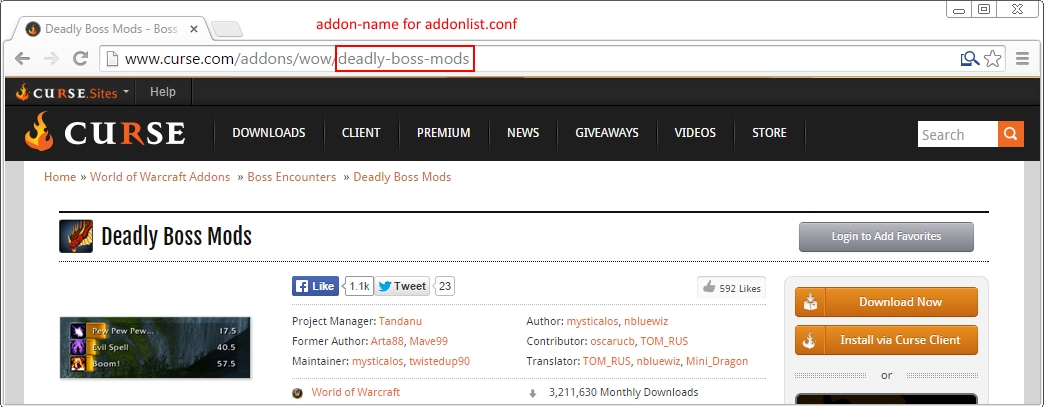 addon-name for addonlist.conf
Deadly Boss Mods - Boss
www.curse.com/addons/wow/deadly-boss-mods
CURSE.Sites Help
CURSE DOWNLOADS CLIENT PREMIUM NEWS GIVEAWAYS VIDEOS STORE Search
Home » World of Warcraft Addons » Boss Encounters » Deadly Boss Mods
Deadly Boss Mods Login to Add Favorites
Like 1.1k Tweet 23 592 Likes
Download Now
Project Manager: Tandanu Author: mysticalos, nbluewiz
Pew Pew Pew... 17.5
Former Author: Arta88, Mave99 Contributor: oscarucb, TOM_RUS
Install via Curse Client
Evil Spell 40.5
Maintainer: mysticalos, twistedup90 Translator: TOM_RUS, nbluewiz, Mini_Dragon
Boom! 57.5
or
World of Warcraft 3,211,630 Monthly Downloads